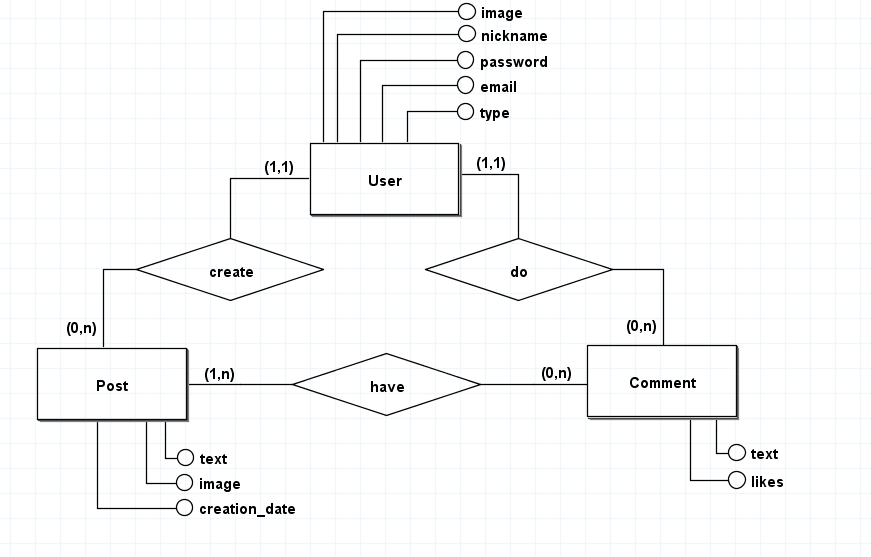 image
nickname
password
email
type
(1,1)
(1,1)
User
create
do
(0,n)
(0,n)
Post
(1,n)
have
(0,n)
Comment
text
image
creation_date
text
likes